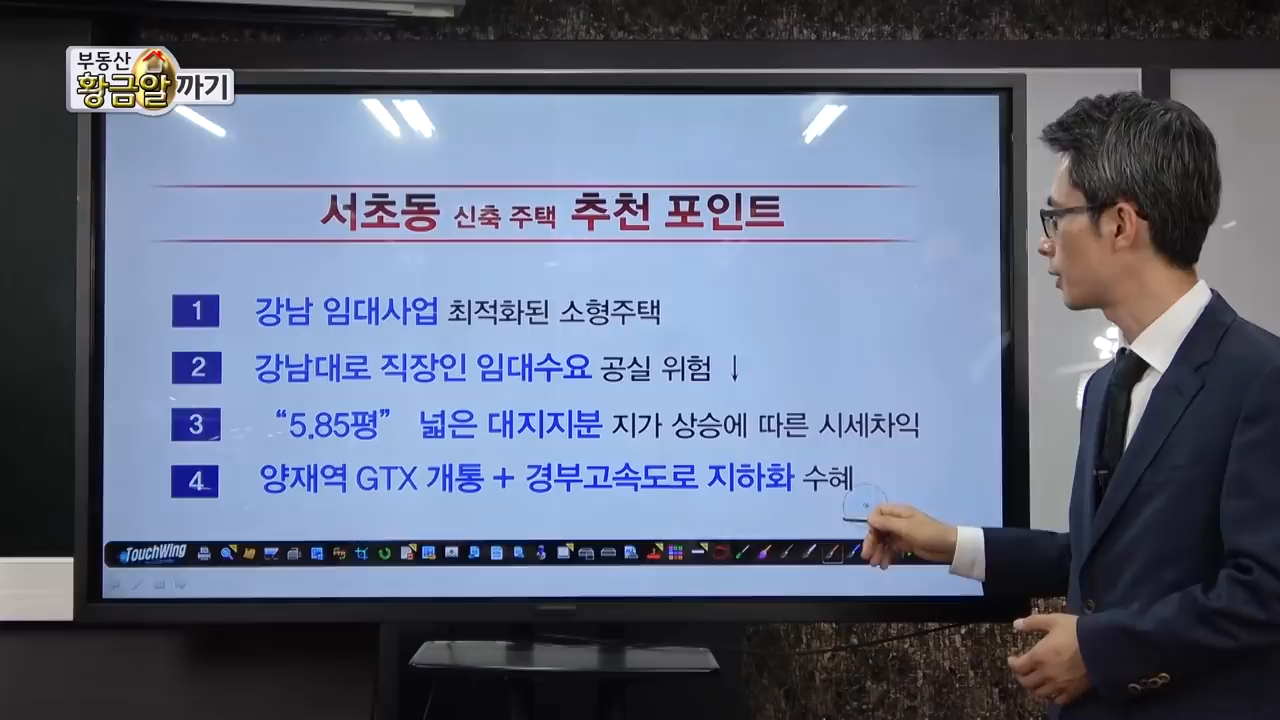 부동산
황금알까기
서초동 신축 주택 추천 포인트
1 강남 임대사업 최적화된 소형주택
2 강남대로 직장인 임대수요 공실 위험 ↓
3 “5.85평” 넓은 대지지분 지가 상승에 따른 시세차익
4 양재역 GTX 개통 + 경부고속도로 지하화 수혜
TouchWing